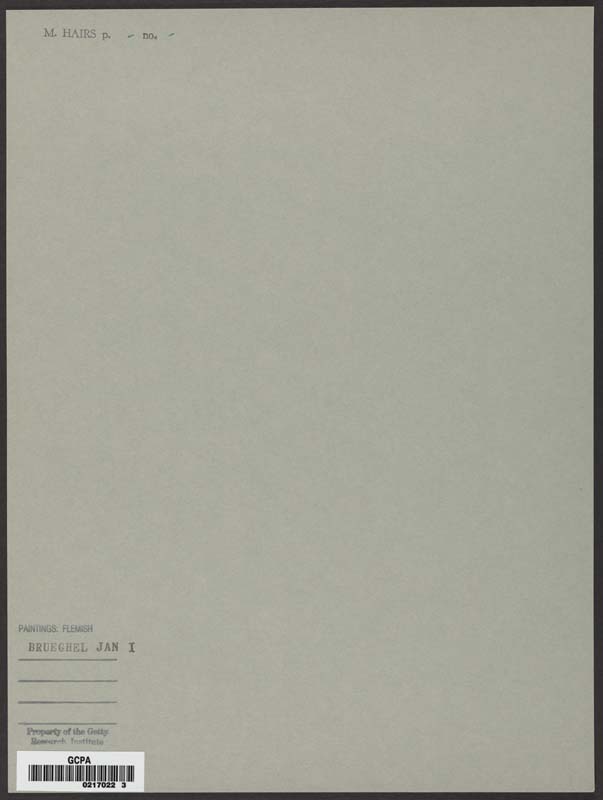 M. HAIRS p. - no. -
PAINTINGS: FLEMISH
BRUEGHEL JAN I
Property of the Getty
Research Institute
GCPA
0217022 3